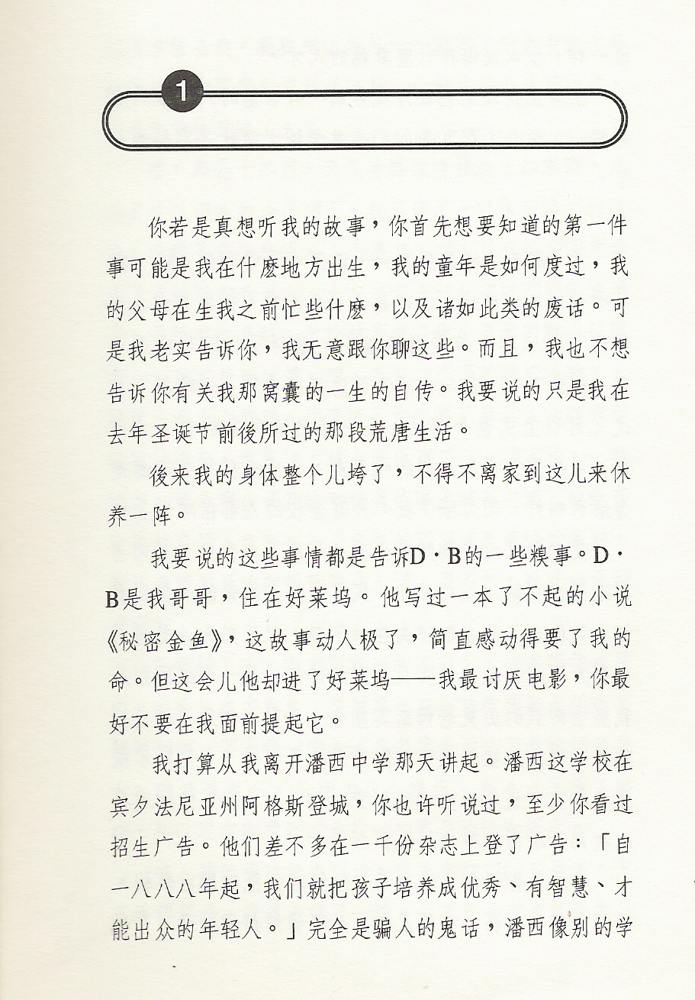 1
你若是真想听我的故事，你首先想要知道的第一件
事可能是我在什麽地方出生，我的童年是如何度过，我
的父母在生我之前忙些什麽，以及诸如此类的废话。可
是我老实告诉你，我无意跟你聊这些。而且，我也不想
告诉你有关我那窝囊的一生的自传。我要说的只是我在
去年圣诞节前後所过的那段荒唐生活。
後来我的身体整个儿垮了，不得不离家到这儿来休
养一阵。
我要说的这些事情都是告诉D·B的一些糗事。D·
B是我哥哥，住在好莱坞。他写过一本了不起的小说
《秘密金鱼》，这故事动人极了，简直感动得要了我的
命。但这会儿他却进了好莱坞——我最讨厌电影，你最
好不要在我面前提起它。
我打算从我离开潘西中学那天讲起。潘西这学校在
宾夕法尼亚州阿格斯登城，你也许听说过，至少你看过
招生广告。他们差不多在一千份杂志上登了广告：「自
一八八八年起，我们就把孩子培养成优秀、有智慧、才
能出众的年轻人。」完全是骗人的鬼话，潘西像别的学